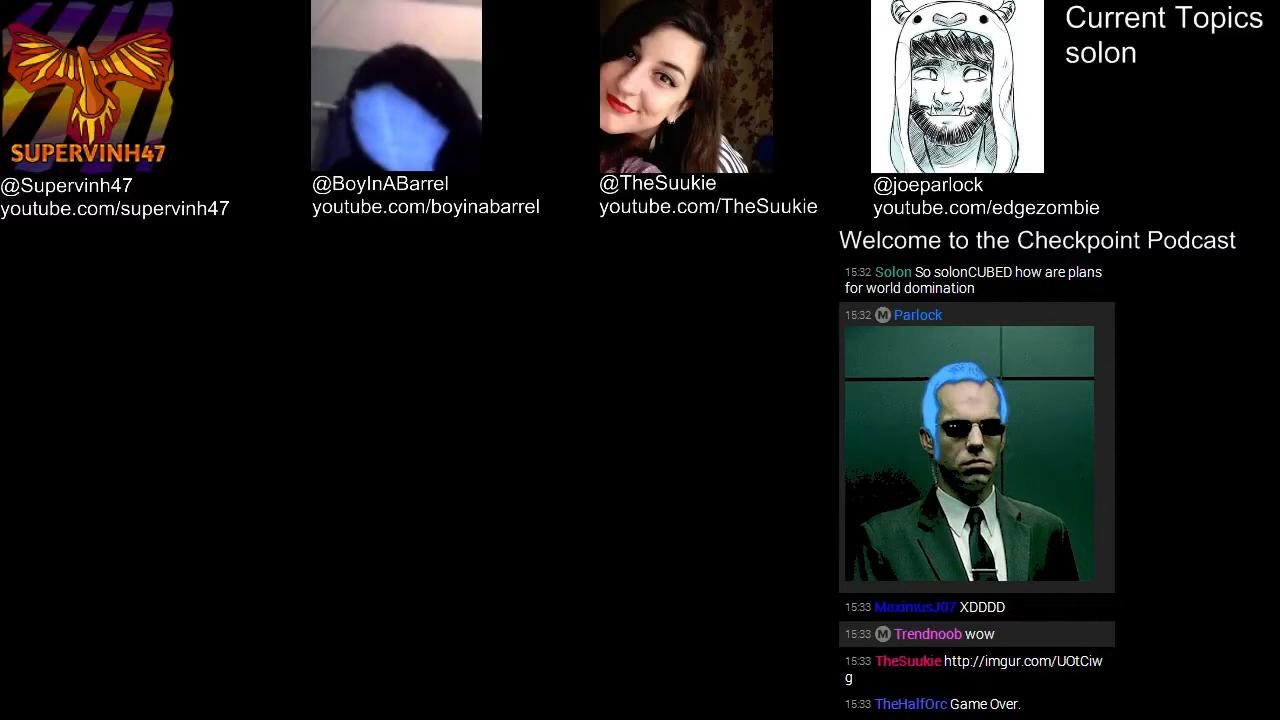 SUPERVINH47
@Supervinh47
youtube.com/supervinh47
@BoyInABarrel
youtube.com/boyinabarrel
@TheSuukie
youtube.com/TheSuukie
@joeparlock
youtube.com/edgezombie
Current Topics
solon
Welcome to the Checkpoint Podcast
15:32 Solon So solonCUBED how are plans
for world domination
15:32 M Parlock
15:33 MaximusJ07 XDDDD
15:33 M Trendnoob wow
15:33 TheSuukie http://imgur.com/UOtCiw
g
15:33 TheHalfOrc Game Over.